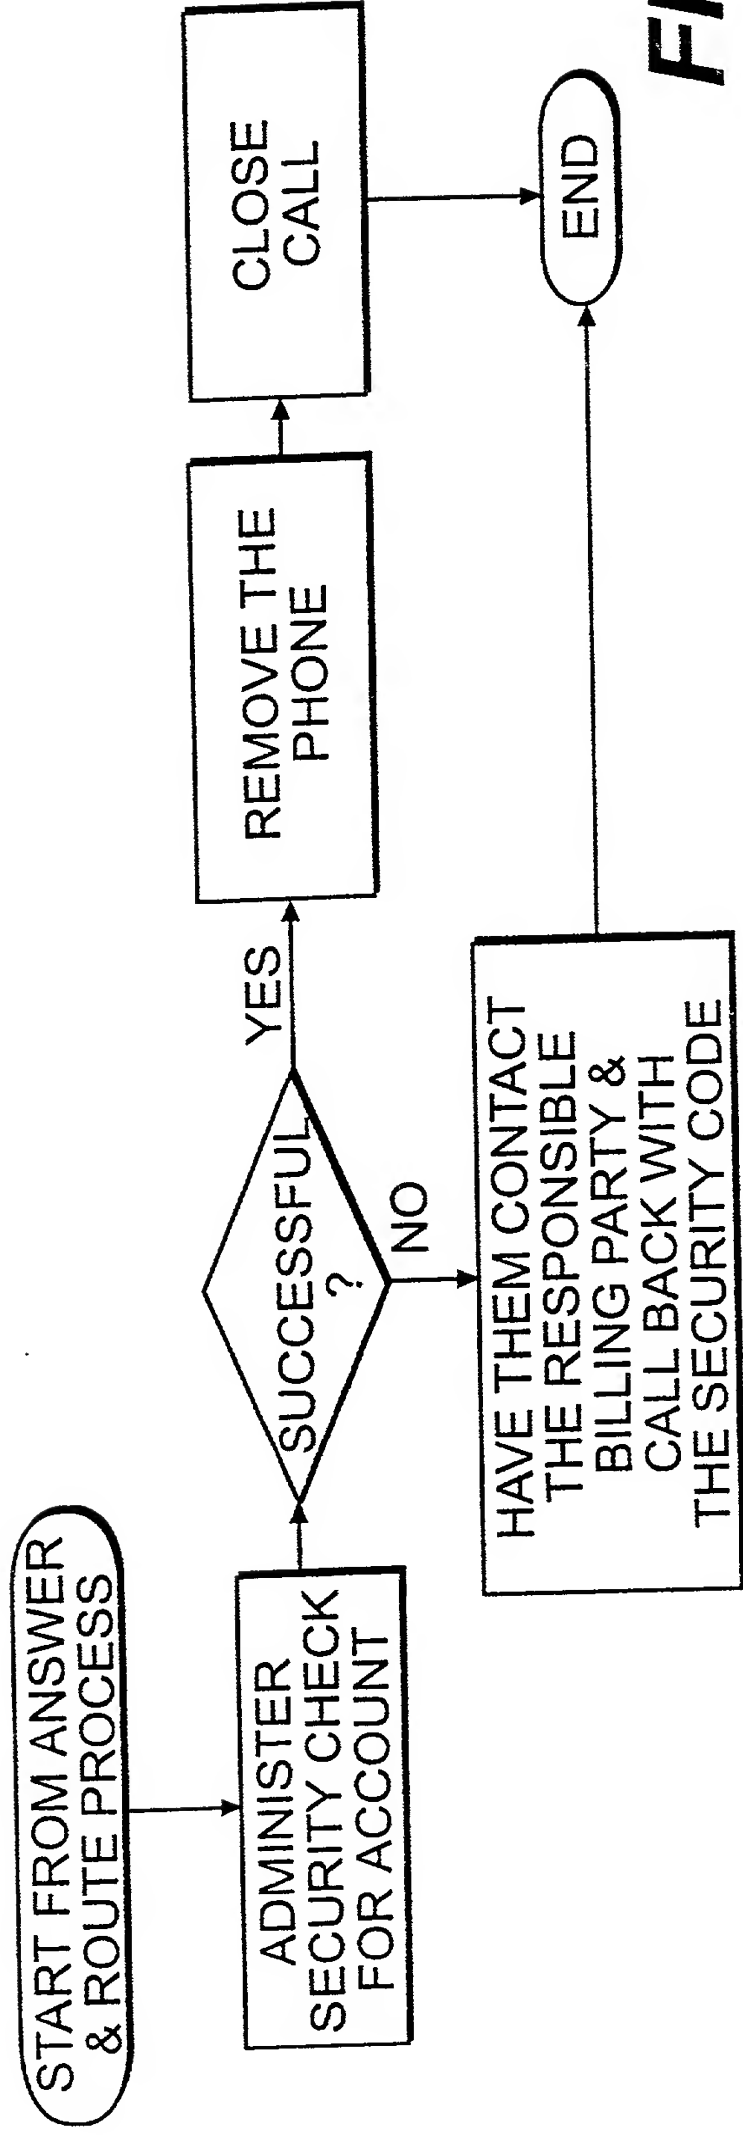 START FROM ANSWER
& ROUTE PROCESS
ADMINISTER
SECURITY CHECK
FOR ACCOUNT
SUCCESSFUL
?
YES
NO
REMOVE THE
PHONE
CLOSE
CALL
HAVE THEM CONTACT
THE RESPONSIBLE
BILLING PARTY &
CALL BACK WITH
THE SECURITY CODE
END